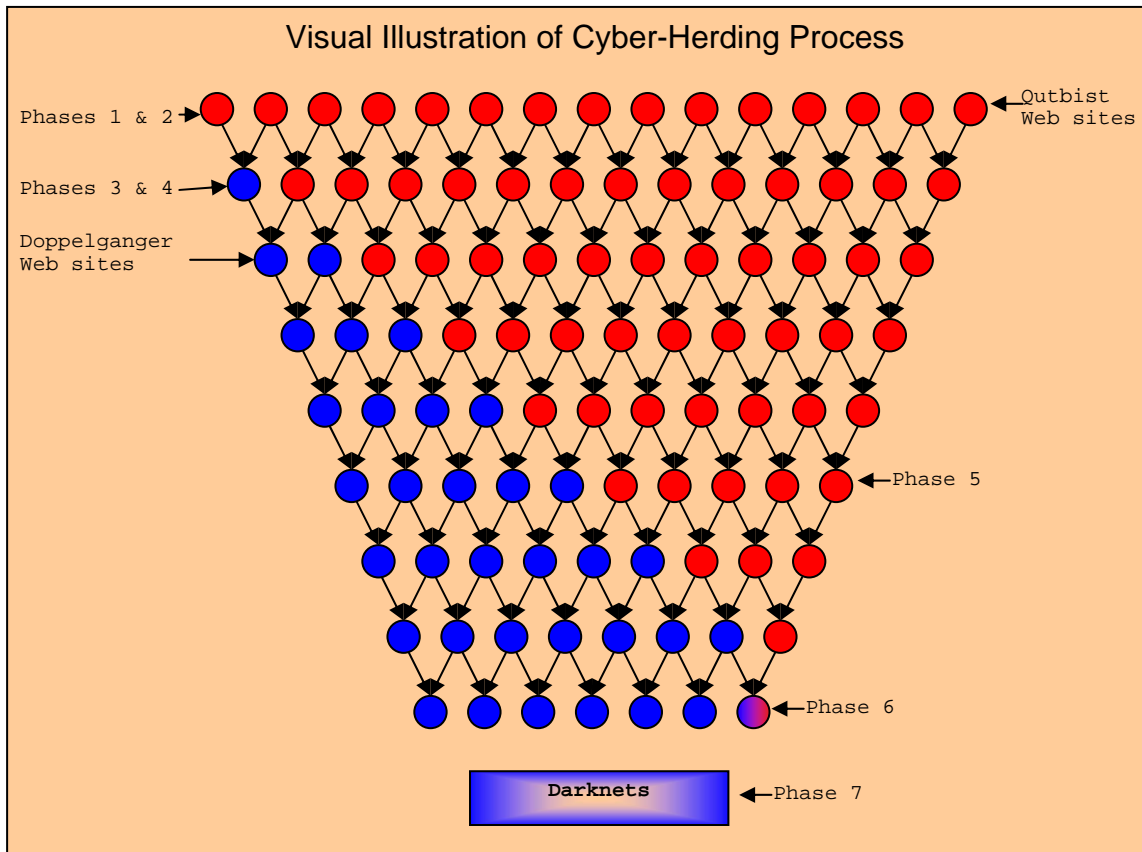 Visual Illustration of Cyber-Herding Process
Phases 1 & 2
Qutbist
Web sites
Phases 3 & 4
Doppelganger
Web sites
Phase 5
Phase 6
Darknets
Phase 7